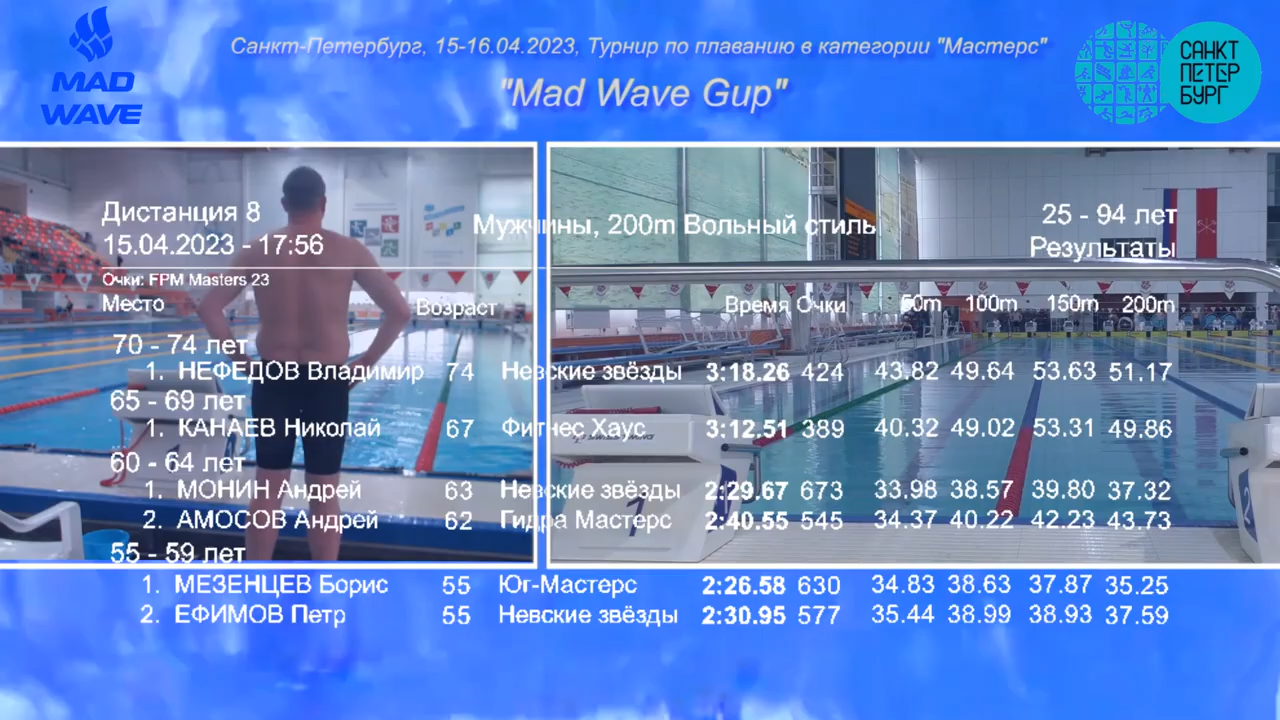 MAD
WAVE
Санкт-Петербург, 15-16.04.2023, Турнир по плаванию в категории "Мастерс"
"Mad Wave Gup"
САНКТ
ПЕТЕР
БУРГ
Дистанция 8 Мужчины, 200m Вольный стиль 25 - 94 лет
15.04.2023 - 17:56 Результаты
Очки: FPM Masters 23
Место Возраст Время Очки 50m 100m 150m 200m
70 - 74 лет
1. НЕФЕДОВ Владимир 74 Невские звёзды 3:18.26 424 43.82 49.64 53.63 51.17
65 - 69 лет
1. КАНАЕВ Николай 67 Фитнес Хаус 3:12.51 389 40.32 49.02 53.31 49.86
60 - 64 лет
1. МОНИН Андрей 63 Невские звёзды 2:29.67 673 33.98 38.57 39.80 37.32
2. АМОСОВ Андрей 62 Гидра Мастерс 2:40.55 545 34.37 40.22 42.23 43.73
55 - 59 лет
1. МЕЗЕНЦЕВ Борис 55 Юг-Мастерс 2:26.58 630 34.83 38.63 37.87 35.25
2. ЕФИМОВ Петр 55 Невские звёзды 2:30.95 577 35.44 38.99 38.93 37.59
1
2